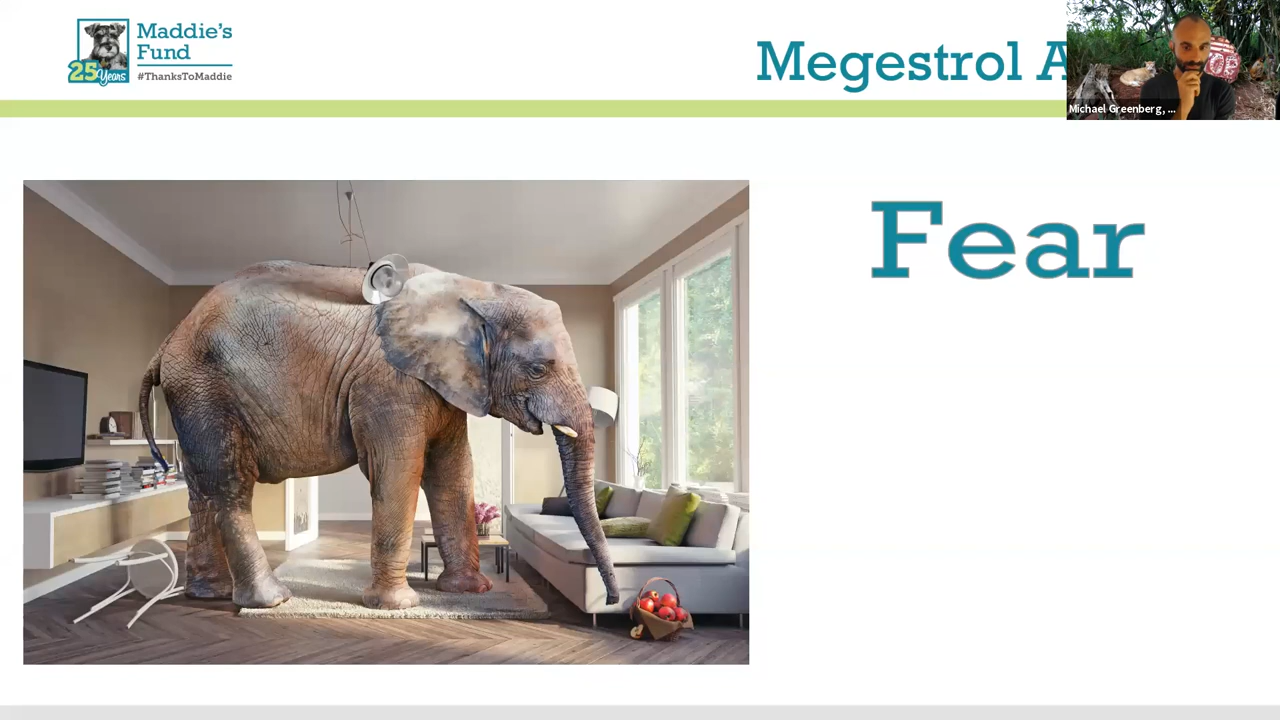 Maddie's
Fund
25 Years
#ThanksToMaddie
Megestrol A
Michael Greenberg, ...
Fear